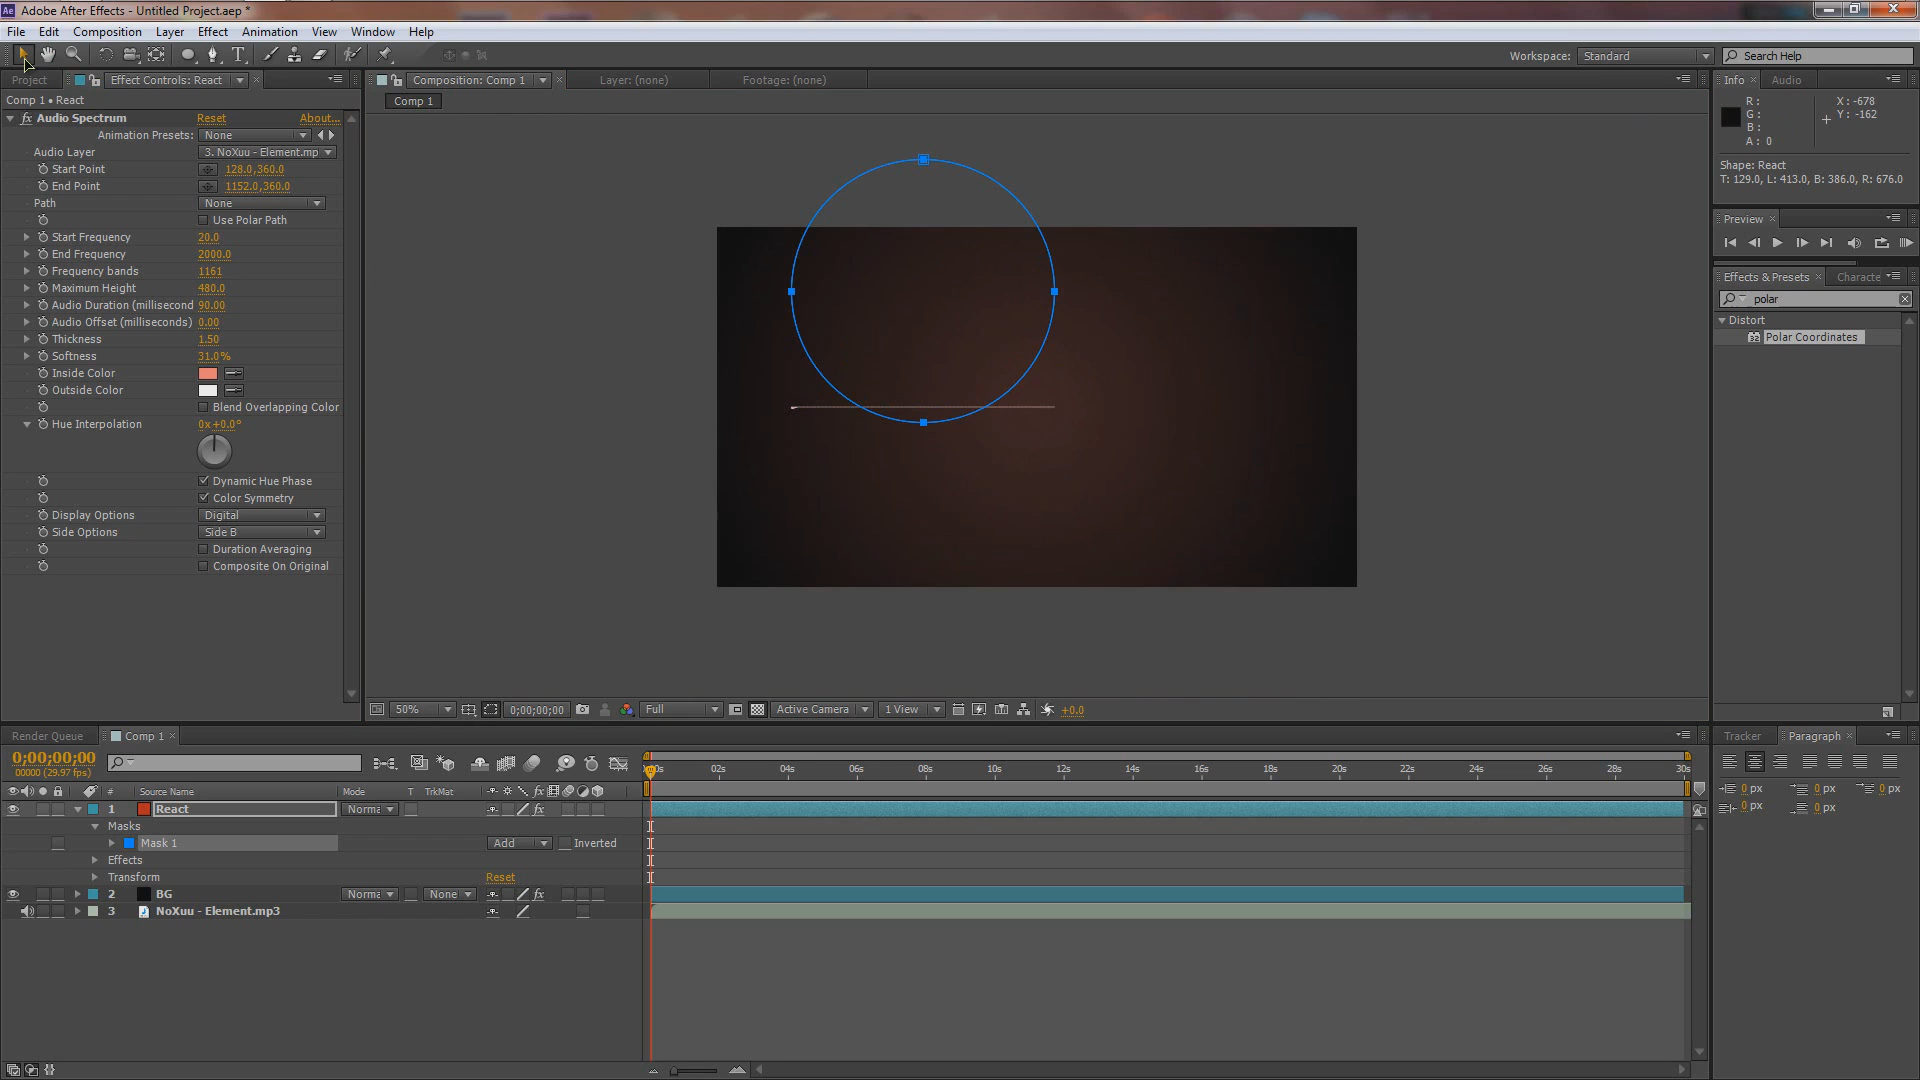 Ae Adobe After Effects - Untitled Project.aep *
File Edit Composition Layer Effect Animation View Window Help
Workspace: Standard Search Help
Project Effect Controls: React
Comp 1 • React
fx Audio Spectrum Reset About...
Animation Presets: None
Audio Layer 3. NoXuu - Element.mp
Start Point 128.0,360.0
End Point 1152.0,360.0
Path None
Use Polar Path
Start Frequency 20.0
End Frequency 2000.0
Frequency bands 1161
Maximum Height 480.0
Audio Duration (millisecond 90.00
Audio Offset (milliseconds) 0.00
Thickness 1.50
Softness 31.0%
Inside Color
Outside Color
Blend Overlapping Color
Hue Interpolation 0x+0.0°
Dynamic Hue Phase
Color Symmetry
Display Options Digital
Side Options Side B
Duration Averaging
Composite On Original
Composition: Comp 1 Layer: (none) Footage: (none)
Comp 1
50% 0;00;00;00 Full Active Camera 1 View +0.0
Info Audio
R: X: -678
G: Y: -162
B:
A: 0
Shape: React
T: 129.0, L: 413.0, B: 386.0, R: 676.0
Preview
Effects & Presets Characte
polar
Distort
32 Polar Coordinates
Render Queue Comp 1
0;00;00;00
00000 (29.97 fps)
02s 04s 06s 08s 10s 12s 14s 16s 18s 20s 22s 24s 26s 28s 30s
# Source Name Mode T TrkMat fx
1 React Norma fx
Masks
Mask 1 Add Inverted
Effects
Transform Reset
2 BG Norma None fx
3 NoXuu - Element.mp3
Tracker Paragraph
0 px 0 px 0 px
0 px 0 px